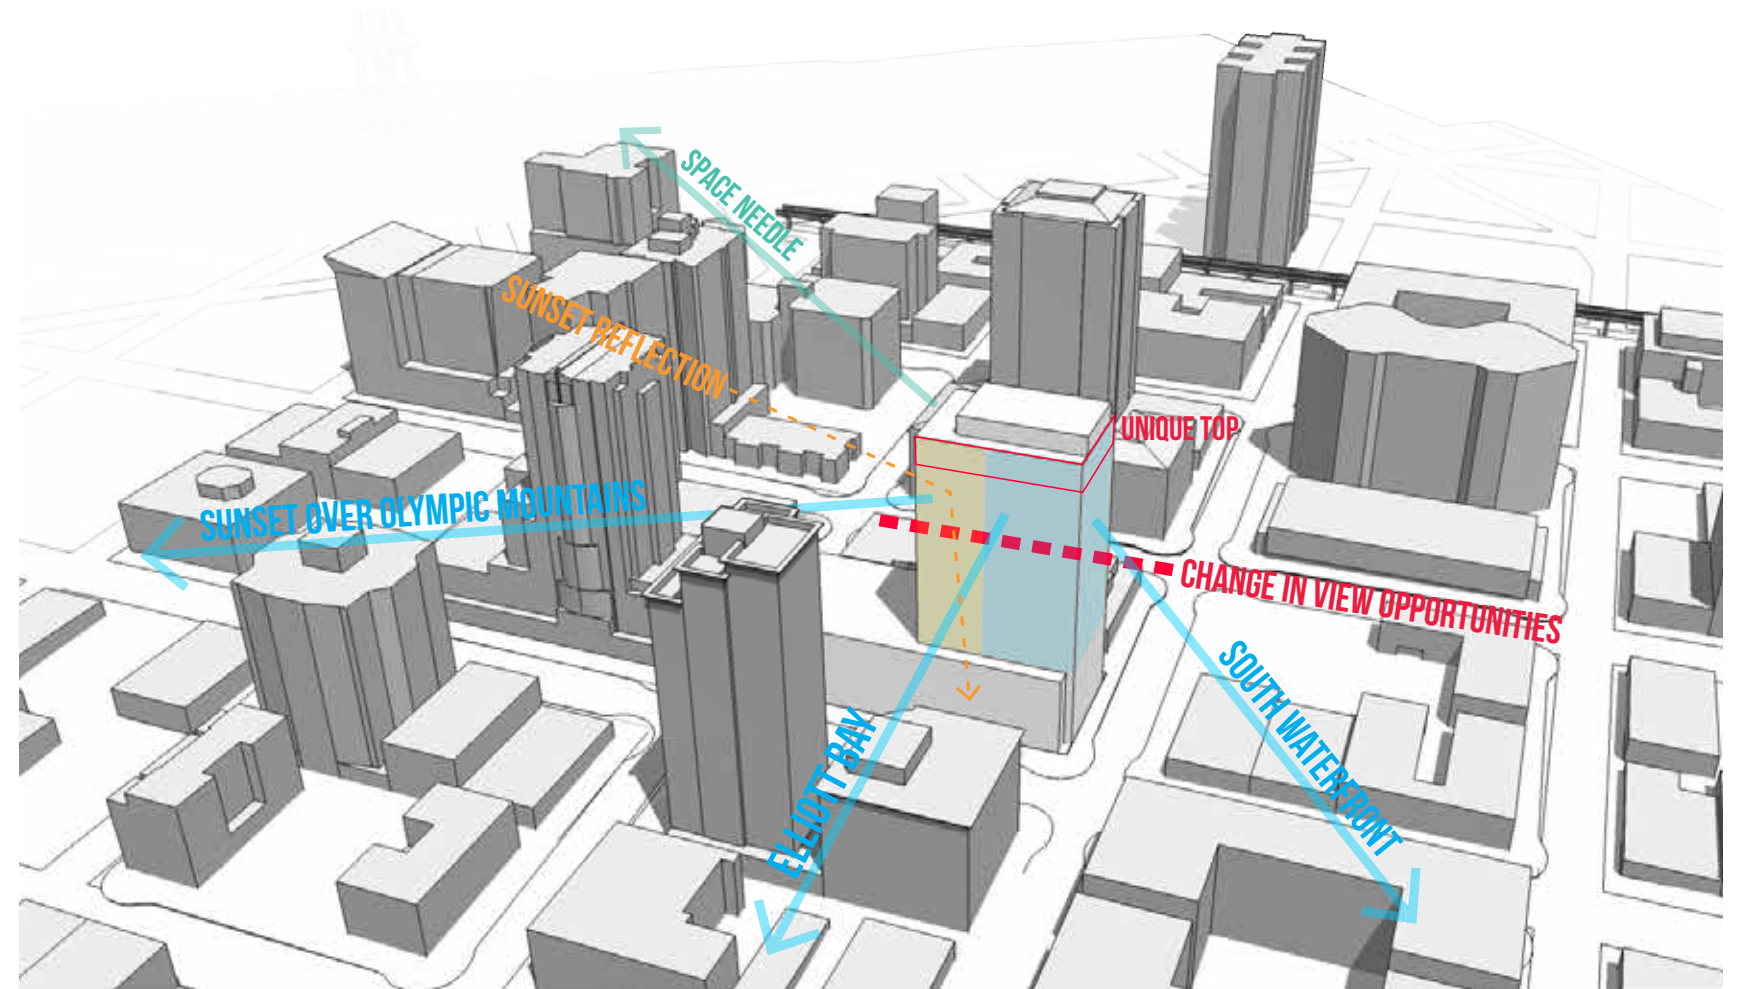 SPACE NEEDLE
SUNSET REFLECTION
UNIQUE TOP
SUNSET OVER OLYMPIC MOUNTAINS
CHANGE IN VIEW OPPORTUNITIES
SOUTH WATERFRONT
ELLIOTT BAY